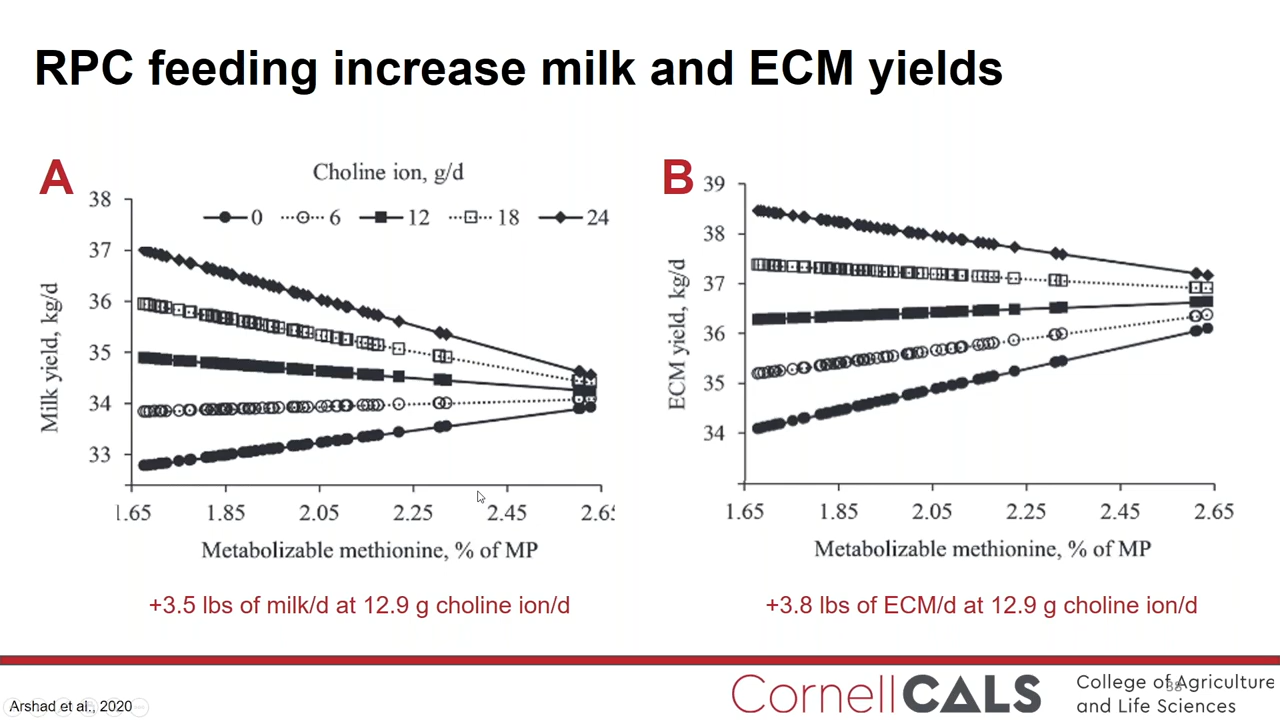 RPC feeding increase milk and ECM yields
A
Choline ion, g/d
0 6 12 18 24
38
37
36
35
34
33
Milk yield, kg/d
1.65 1.85 2.05 2.25 2.45 2.65
Metabolizable methionine, % of MP
+3.5 lbs of milk/d at 12.9 g choline ion/d
B
39
38
37
36
35
34
ECM yield, kg/d
1.65 1.85 2.05 2.25 2.45 2.65
Metabolizable methionine, % of MP
+3.8 lbs of ECM/d at 12.9 g choline ion/d
Arshad et al., 2020
CornellCALS
College of Agriculture
and Life Sciences